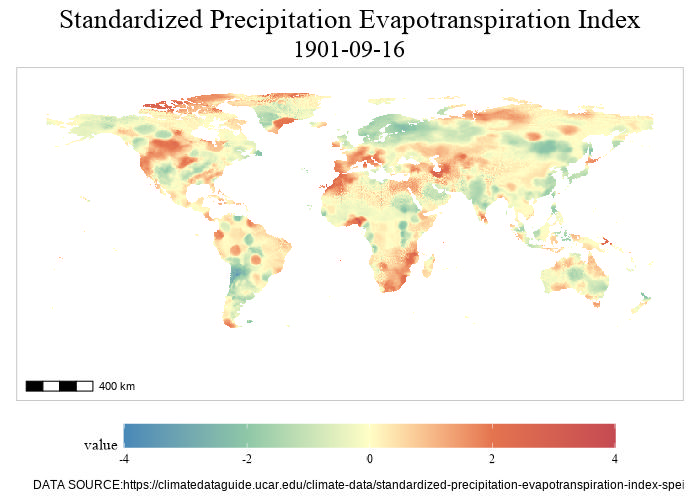 Standardized Precipitation Evapotranspiration Index
1901-09-16
400 km
value
-4 -2 0 2 4
DATA SOURCE:https://climatedataguide.ucar.edu/climate-data/standardized-precipitation-evapotranspiration-index-spei